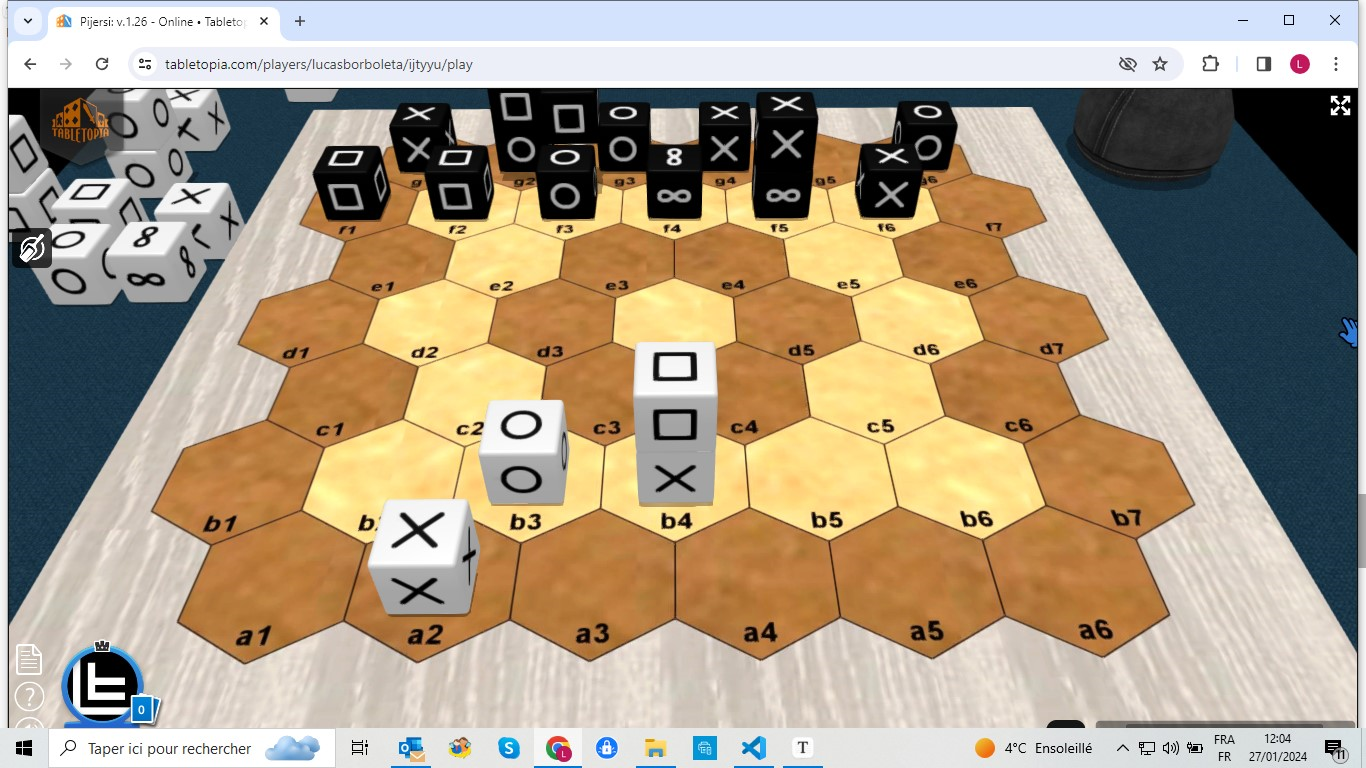 Pijersi: v.1.26 - Online • Tabletop
tabletopia.com/players/lucasborboleta/ijtyyu/play
L
TABLETOPIA
g2 g3 g4 g5
f1 f2 f3 f4 f5 f6 f7
e1 e2 e3 e4 e5 e6
d1 d2 d3 d5 d6 d7
c1 c2 c3 c4 c5 c6
b1 b3 b4 b5 b6 b7
a1 a2 a3 a4 a5 a6
8
8
8
?
0
Taper ici pour rechercher
L
T
4°C Ensoleillé
FRA
FR
12:04
27/01/2024
11